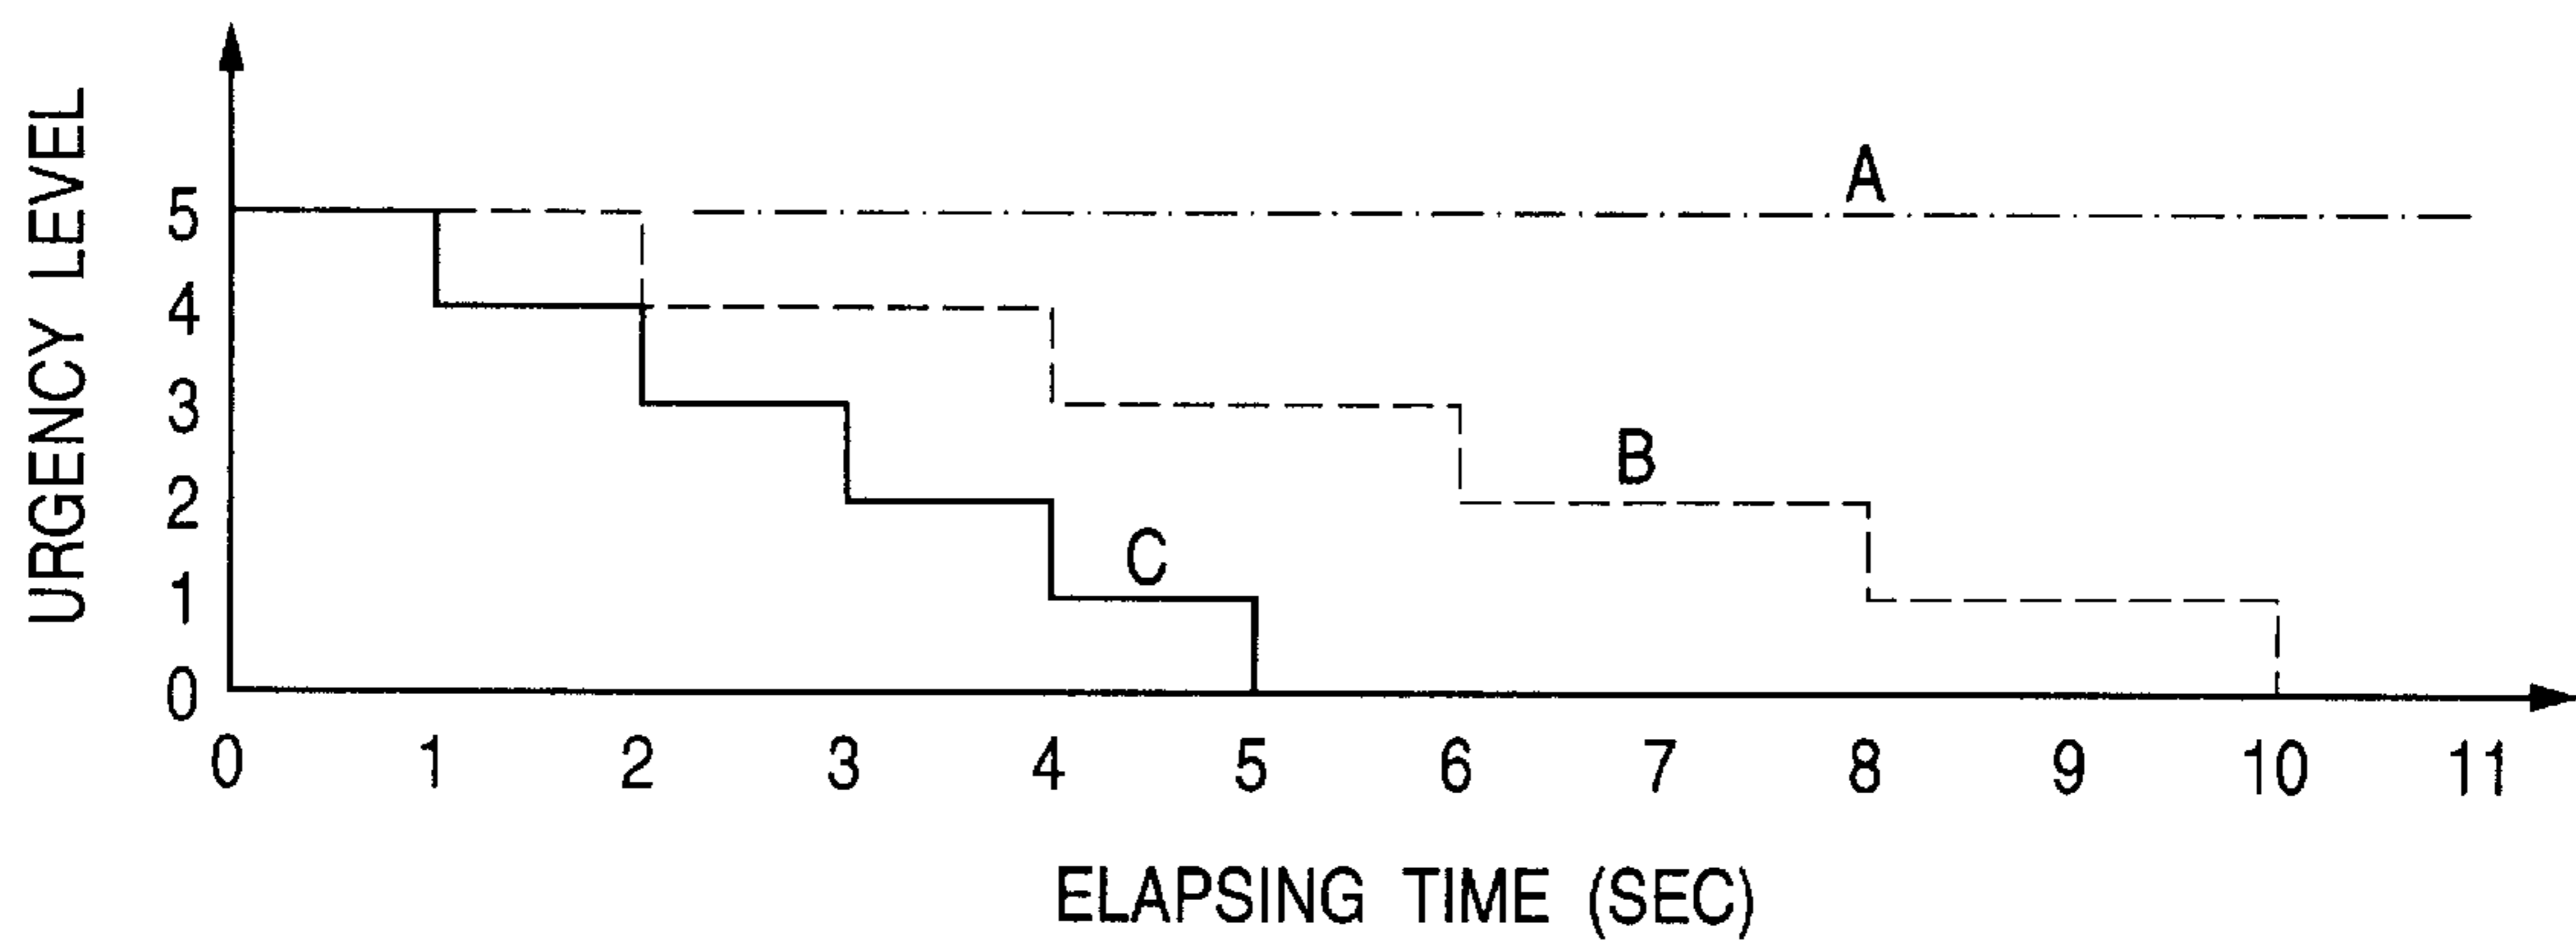 URGENCY LEVEL
A
5
4
3
B
2
C
1
0
0 1 2 3 4 5 6 7 8 9 10 11
ELAPSING TIME (SEC)